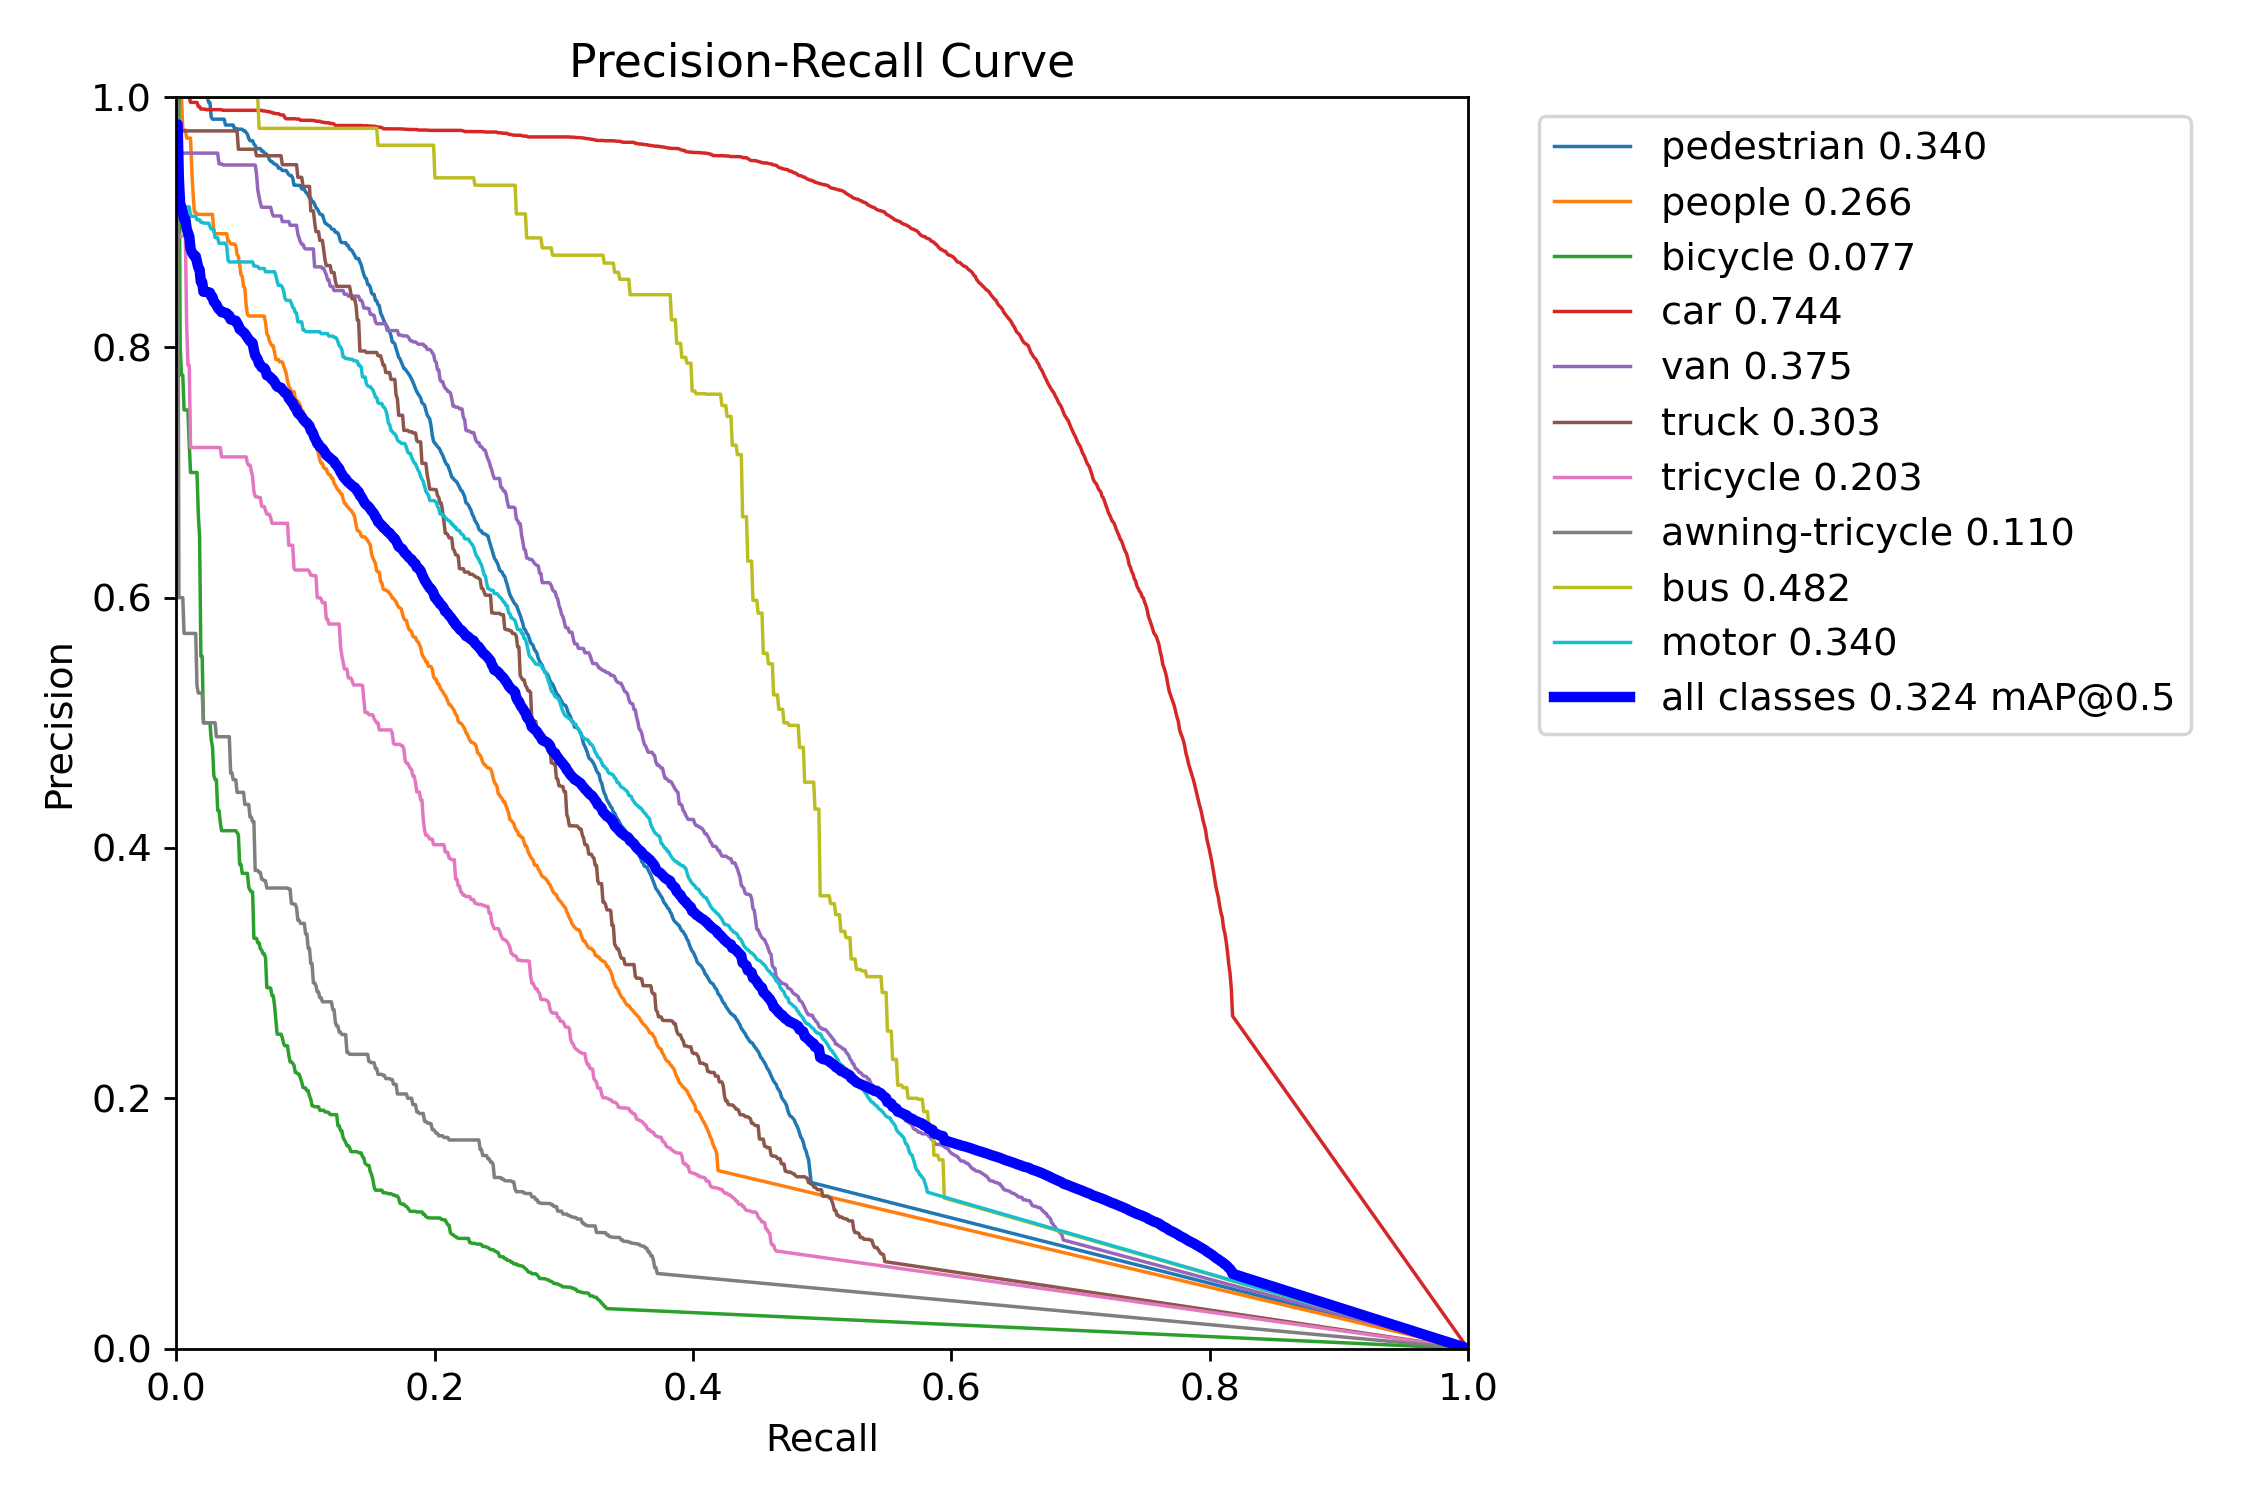 Precision-Recall Curve
1.0
0.8
0.6
0.4
0.2
0.0
Precision
0.0 0.2 0.4 0.6 0.8 1.0
Recall
pedestrian 0.340
people 0.266
bicycle 0.077
car 0.744
van 0.375
truck 0.303
tricycle 0.203
awning-tricycle 0.110
bus 0.482
motor 0.340
all classes 0.324 mAP@0.5